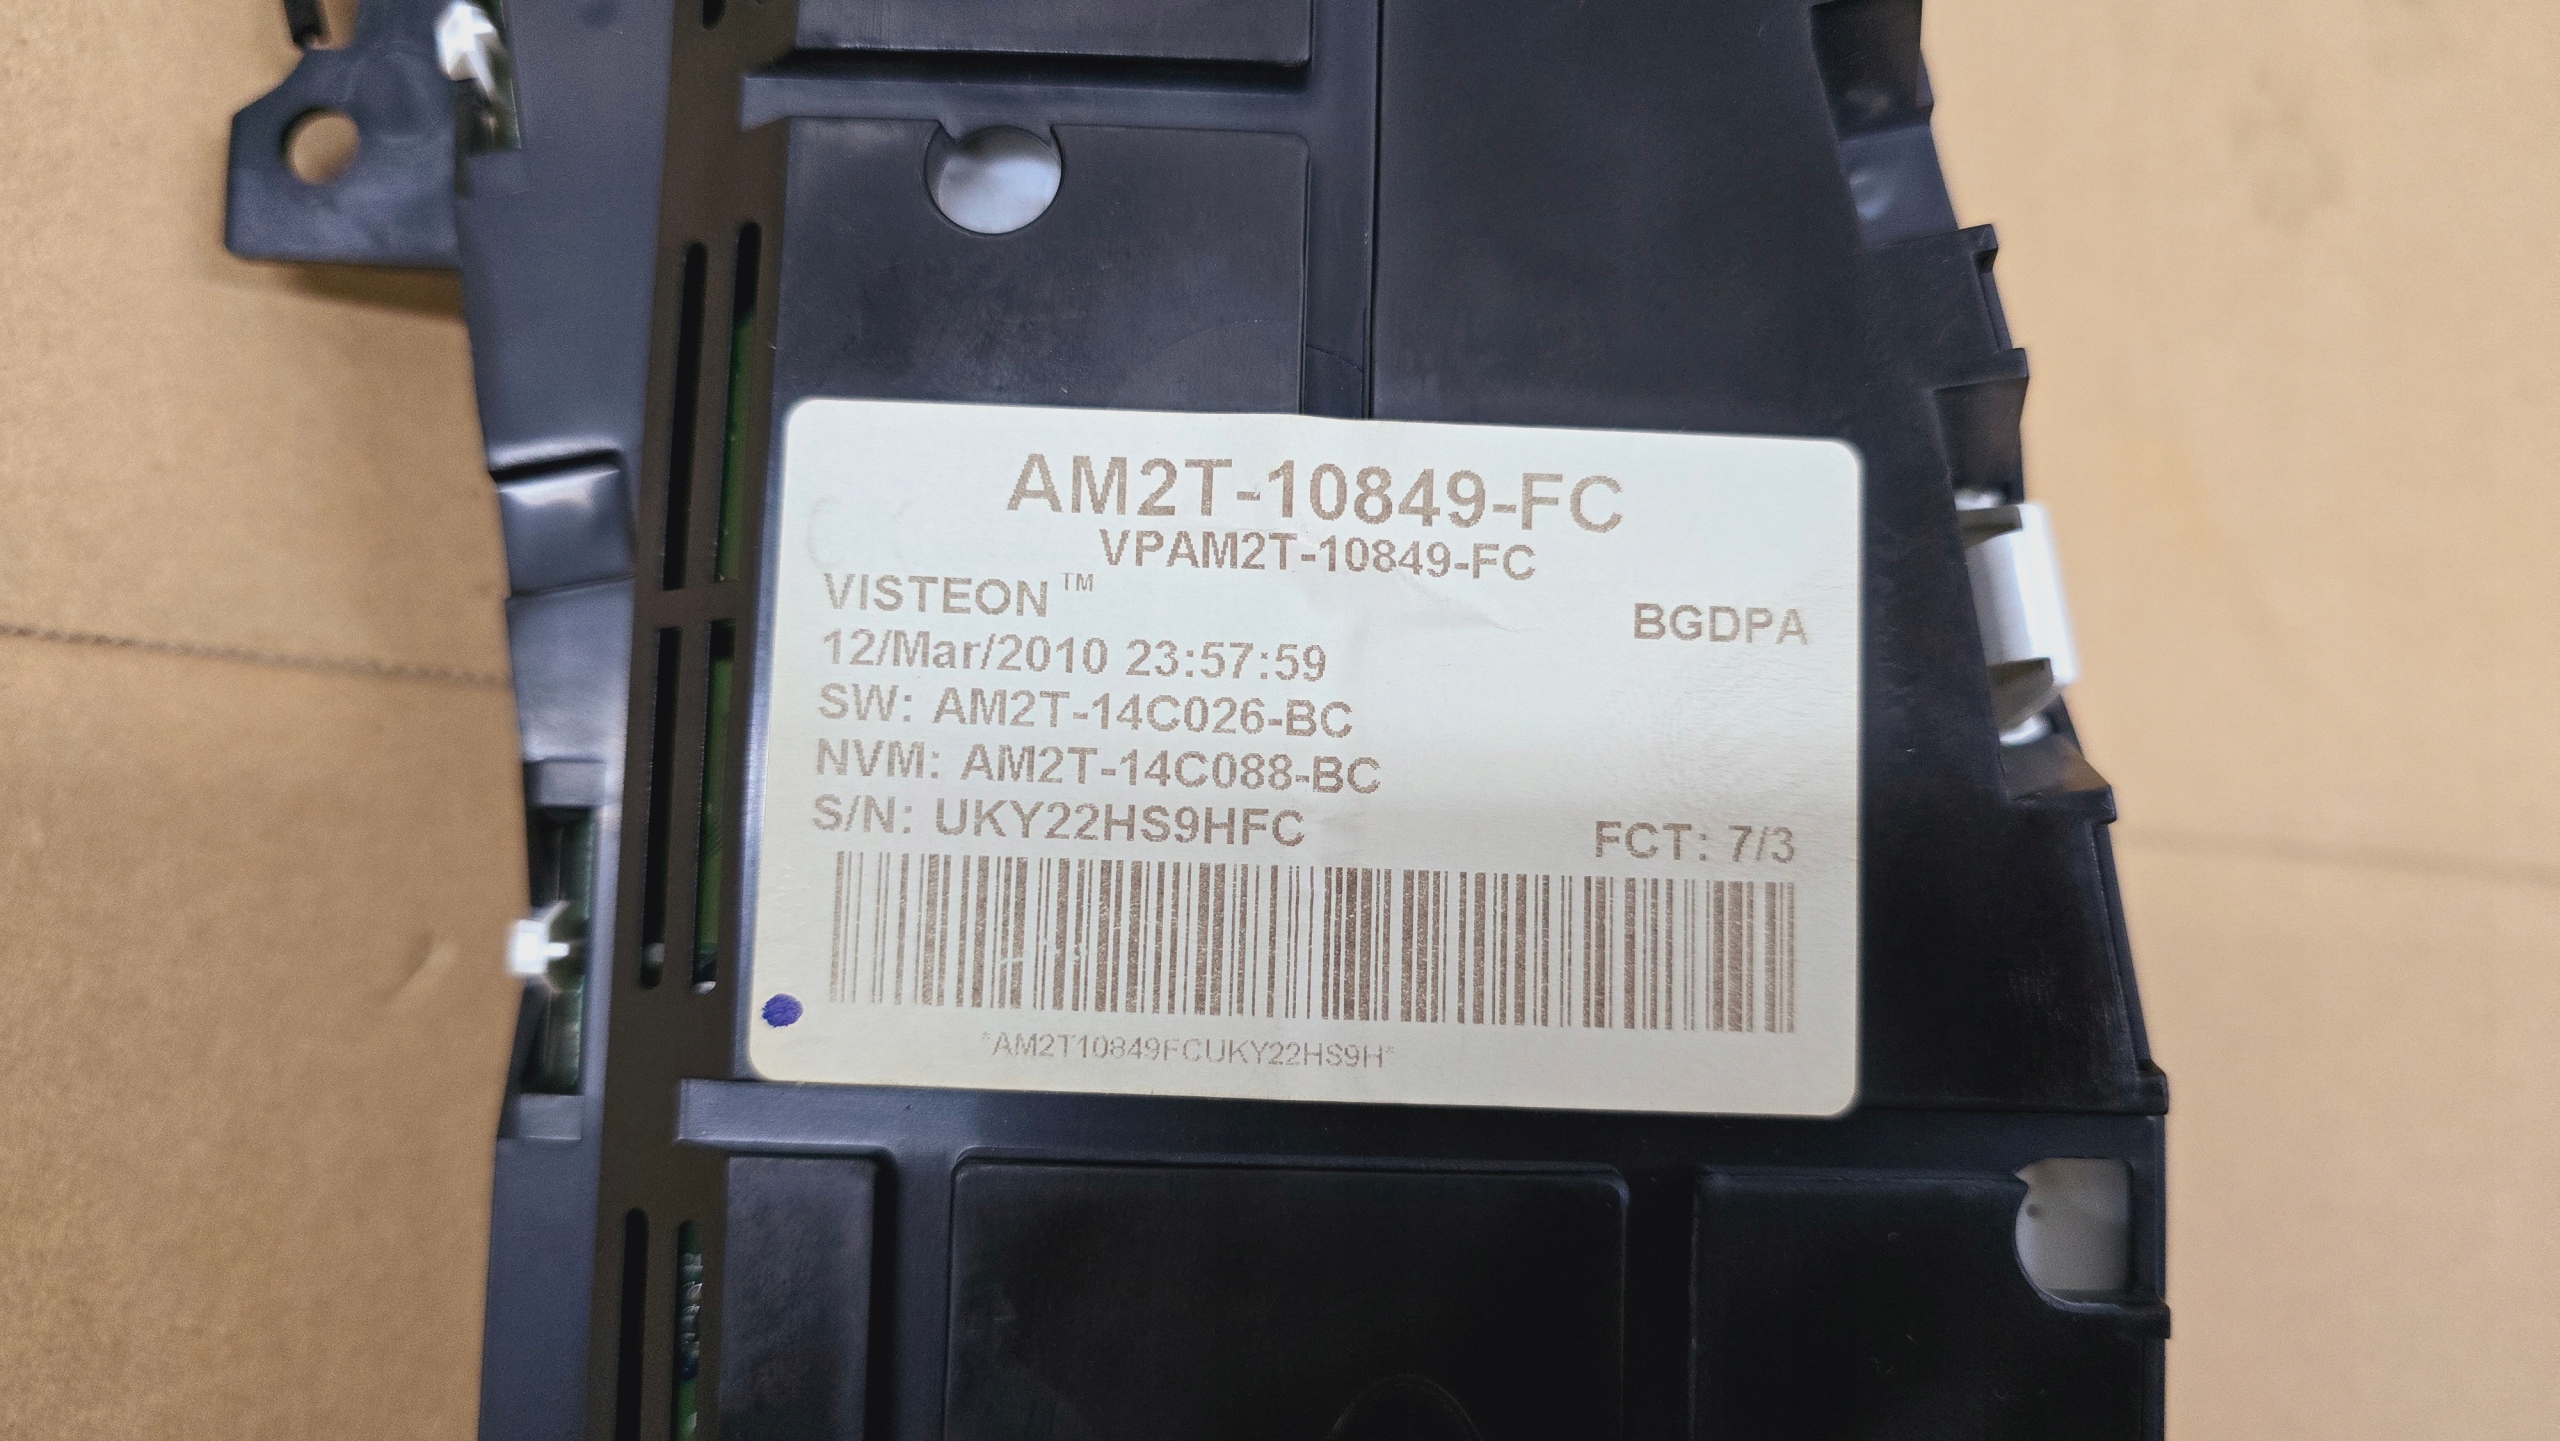 AM2T-10849-FC
VPAM2T-10849-FC
VISTEON™
BGDPA
12/Mar/2010 23:57:59
SW: AM2T-14C026-BC
NVM: AM2T-14C088-BC
S/N: UKY22HS9HFC
FCT: 7/3
*AM2T10849FCUKY22HS9H*